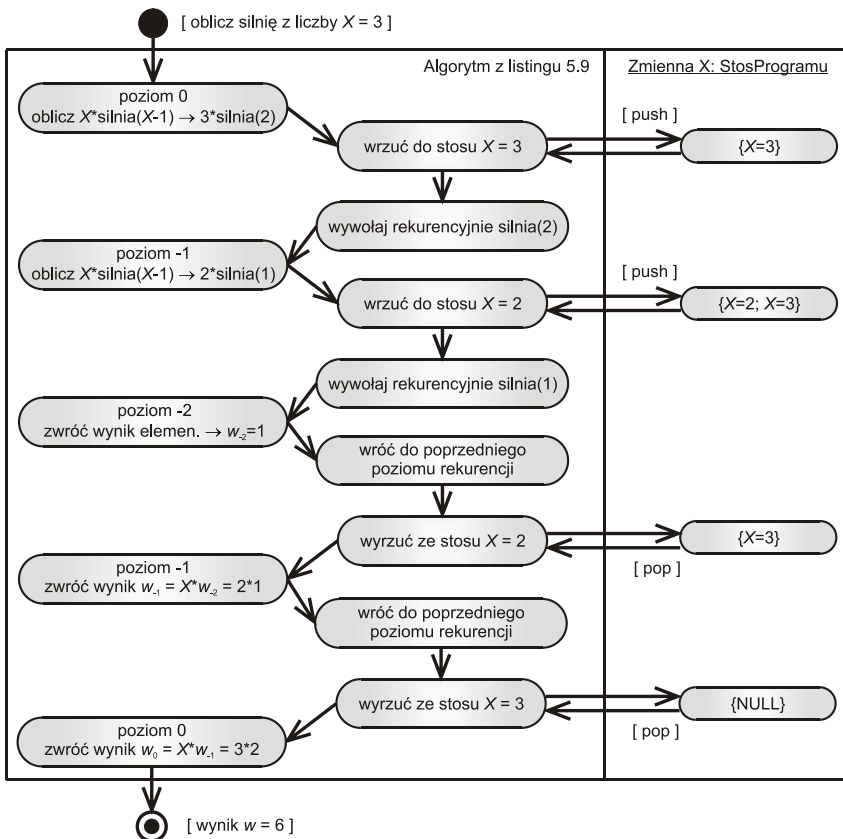 [ oblicz silnię z liczby X = 3 ]
Algorytm z listingu 5.9
Zmienna X: StosProgramu
poziom 0
oblicz X*silnia(X-1) → 3*silnia(2)
[ push ]
wrzuć do stosu X = 3
{X=3}
wywołaj rekurencyjnie silnia(2)
poziom -1
oblicz X*silnia(X-1) → 2*silnia(1)
[ push ]
wrzuć do stosu X = 2
{X=2; X=3}
wywołaj rekurencyjnie silnia(1)
poziom -2
zwróć wynik elemen. → w₋₂=1
wróć do poprzedniego
poziomu rekurencji
wyrzuć ze stosu X = 2
{X=3}
[ pop ]
poziom -1
zwróć wynik w₋₁ = X*w₋₂ = 2*1
wróć do poprzedniego
poziomu rekurencji
wyrzuć ze stosu X = 3
{NULL}
[ pop ]
poziom 0
zwróć wynik w₀ = X*w₋₁ = 3*2
[ wynik w = 6 ]